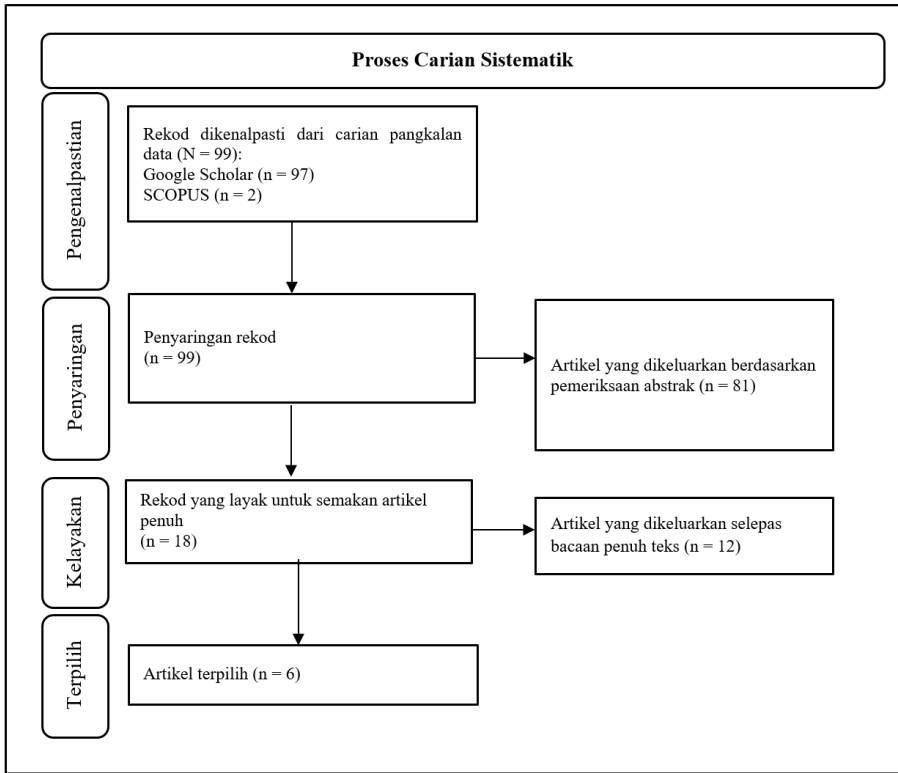 Proses Carian Sistematik
Pengenalpastian
Rekod dikenalpasti dari carian pangkalan
data (N = 99):
Google Scholar (n = 97)
SCOPUS (n = 2)
Penyaringan
Penyaringan rekod
(n = 99)
Artikel yang dikeluarkan berdasarkan
pemeriksaan abstrak (n = 81)
Kelayakan
Rekod yang layak untuk semakan artikel
penuh
(n = 18)
Artikel yang dikeluarkan selepas
bacaan penuh teks (n = 12)
Terpilih
Artikel terpilih (n = 6)